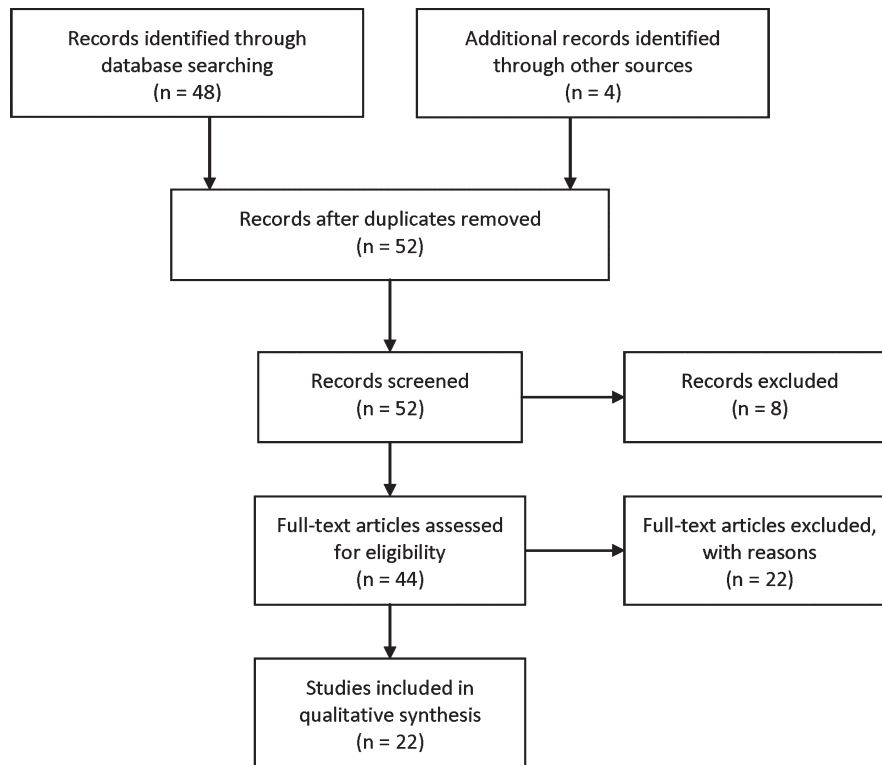 Records identified through
database searching
(n = 48)
Additional records identified
through other sources
(n = 4)
Records after duplicates removed
(n = 52)
Records screened
(n = 52)
Records excluded
(n = 8)
Full-text articles assessed
for eligibility
(n = 44)
Full-text articles excluded,
with reasons
(n = 22)
Studies included in
qualitative synthesis
(n = 22)